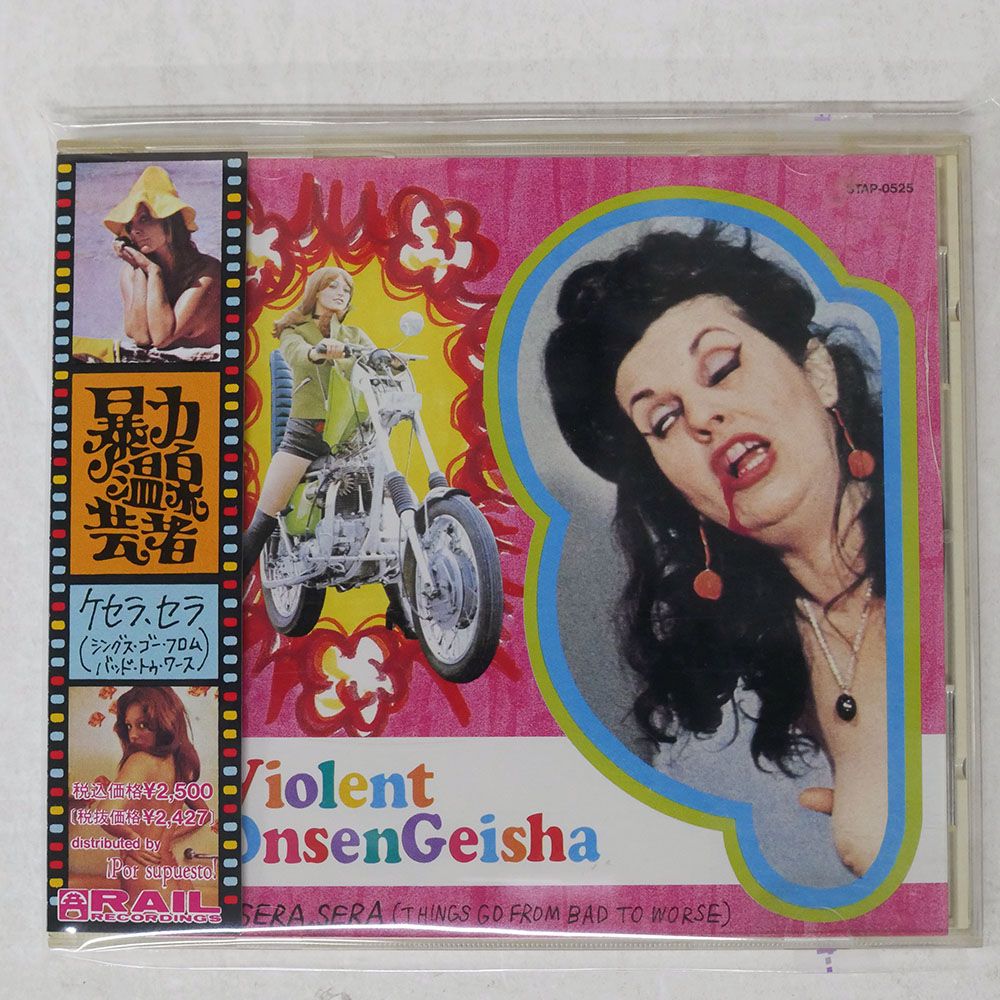 暴力
温泉
芸者
ケセラ、セラ
(シングス・ゴー・フロム
バッド・トゥ・ワース)
税込価格¥2,500
[税抜価格¥2,427]
distributed by
¡Por supuesto!
RAIL
RECORDINGS
TAP-0525
Violent
OnsenGeisha
SERA SERA (THINGS GO FROM BAD TO WORSE)